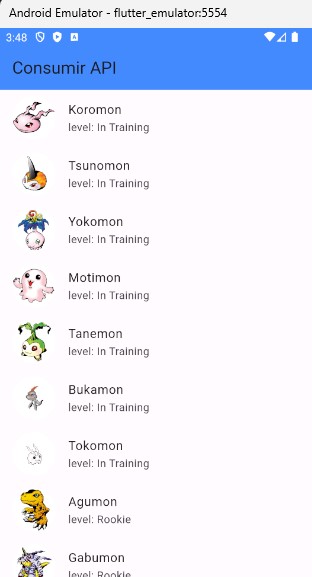 Android Emulator - flutter_emulator:5554
3:48
Consumir API
Koromon
level: In Training
Tsunomon
level: In Training
Yokomon
level: In Training
Motimon
level: In Training
Tanemon
level: In Training
Bukamon
level: In Training
Tokomon
level: In Training
Agumon
level: Rookie
Gabumon
level: Rookie